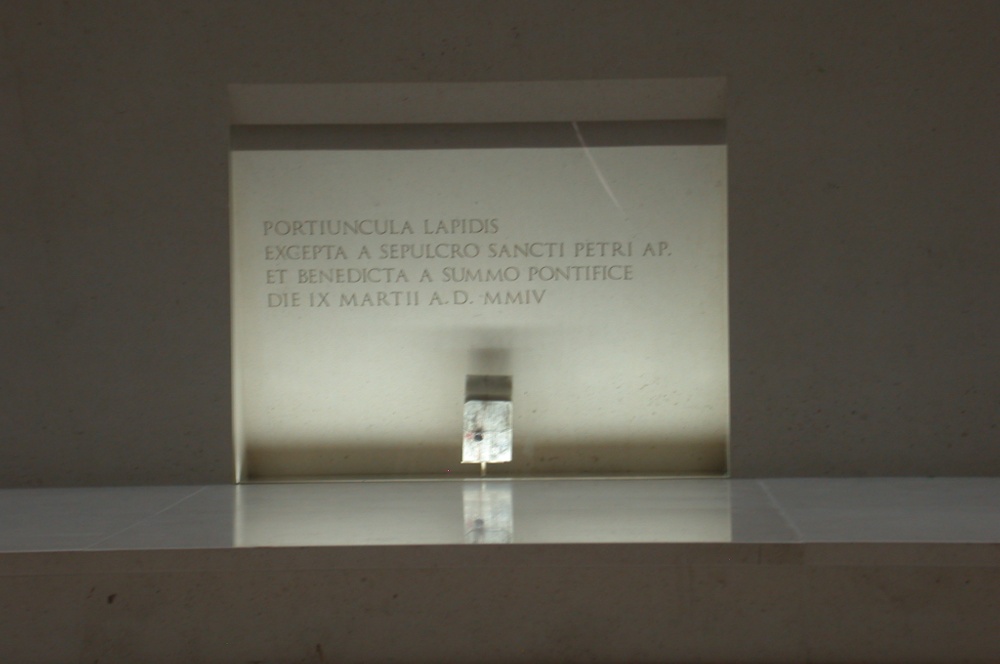 PORTIUNCULA LAPIDIS
EXCEPTA A SEPULCRO SANCTI PETRI AP.
ET BENEDICTA A SUMMO PONTIFICE
DIE IX MARTII A.D. MMIV